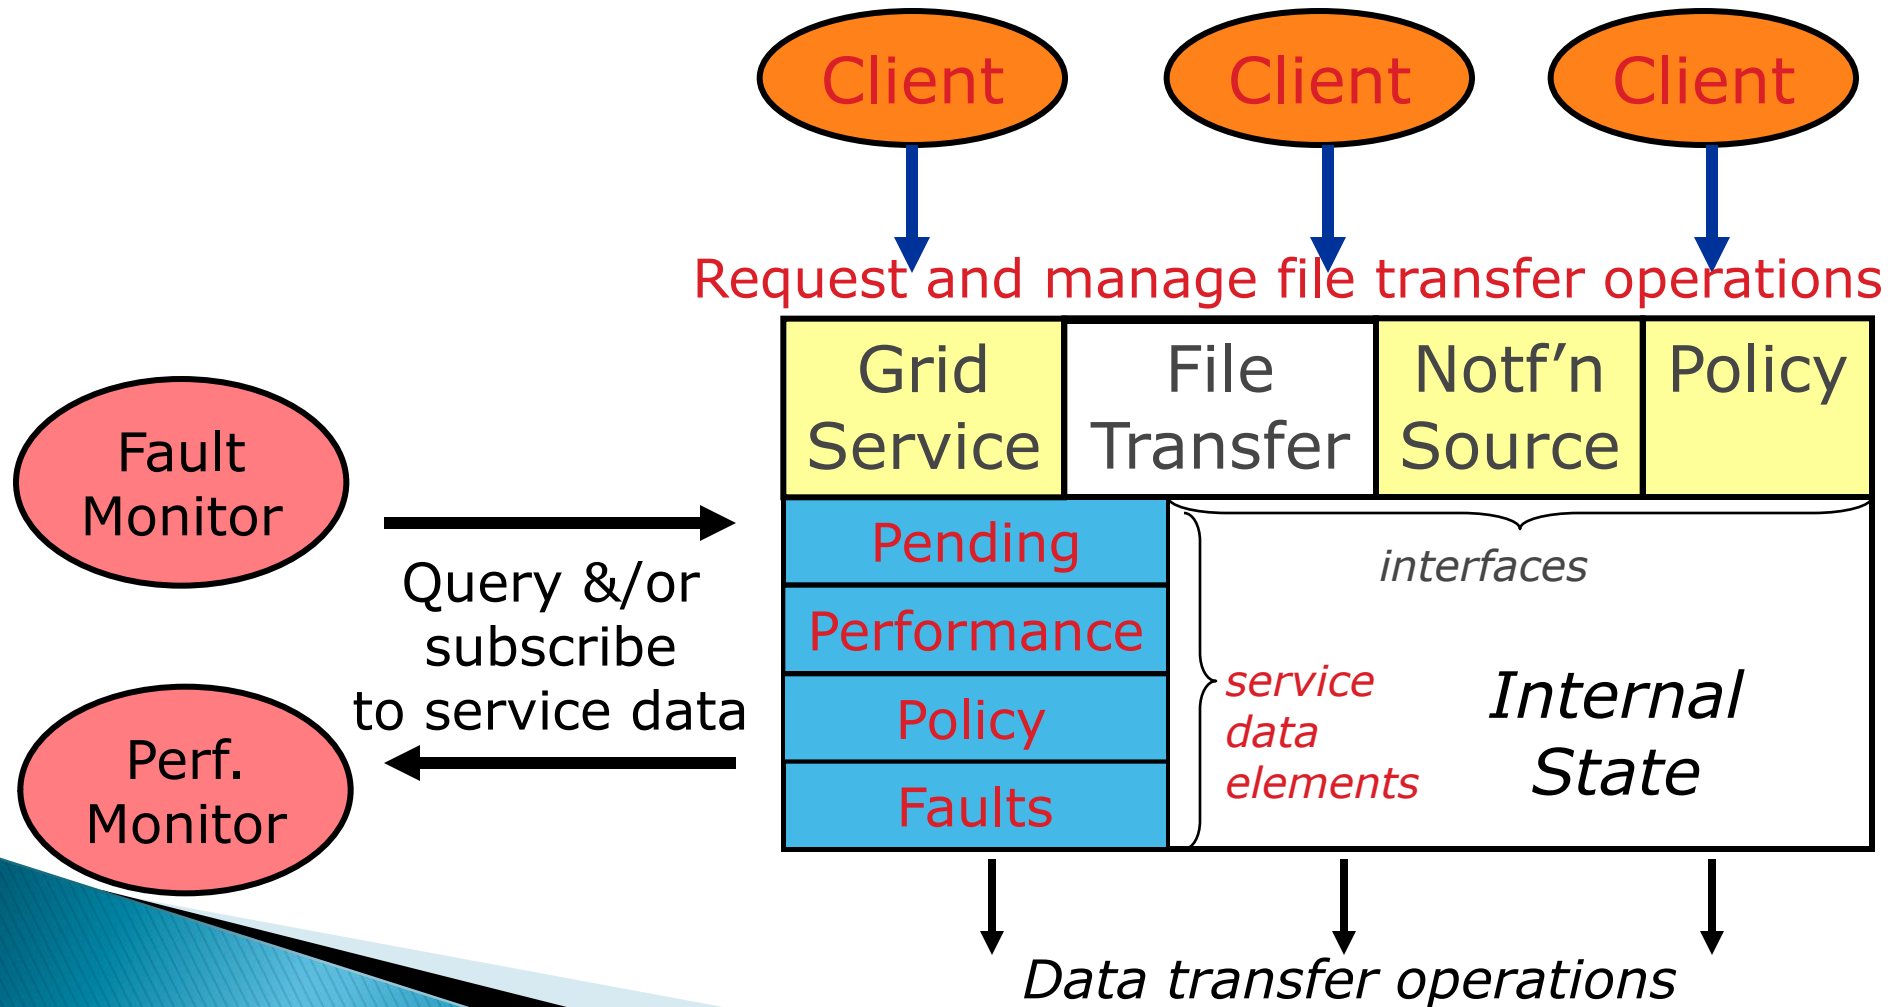 Client
Client
Client
Request and manage file transfer operations
Grid
Service
File
Transfer
Notf’n
Source
Policy
Fault
Monitor
Query &/or
subscribe
to service data
Perf.
Monitor
Pending
Performance
Policy
Faults
interfaces
service
data
elements
Internal
State
Data transfer operations